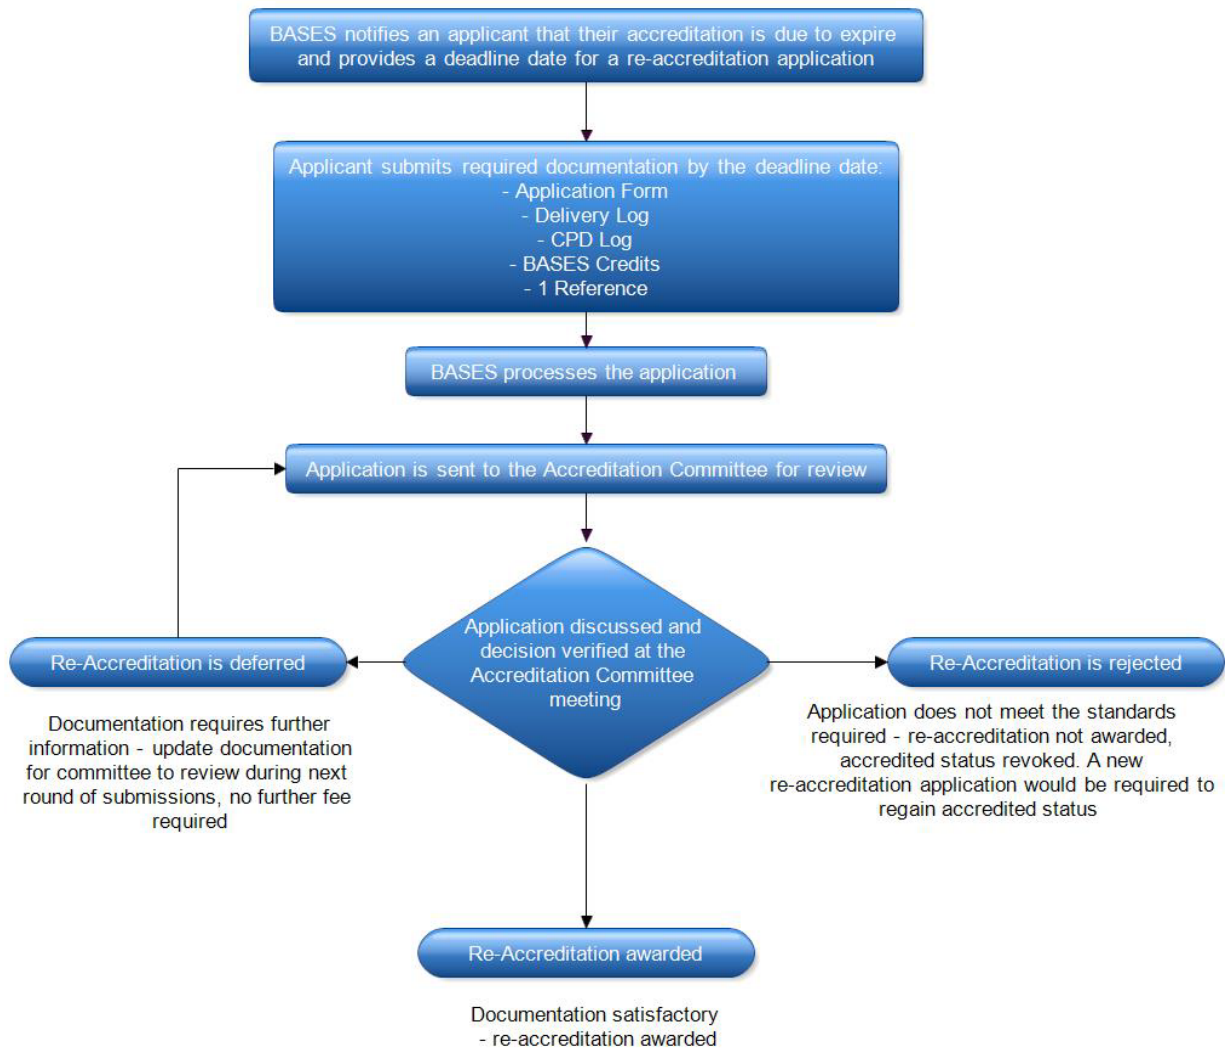 BASES notifies an applicant that their accreditation is due to expire
and provides a deadline date for a re-accreditation application
Applicant submits required documentation by the deadline date:
- Application Form
- Delivery Log
- CPD Log
- BASES Credits
- 1 Reference
BASES processes the application
Application is sent to the Accreditation Committee for review
Application discussed and
decision verified at the
Accreditation Committee
meeting
Re-Accreditation is deferred
Documentation requires further
information - update documentation
for committee to review during next
round of submissions, no further fee
required
Re-Accreditation is rejected
Application does not meet the standards
required - re-accreditation not awarded,
accredited status revoked. A new
re-accreditation application would be required to
regain accredited status
Re-Accreditation awarded
Documentation satisfactory
- re-accreditation awarded